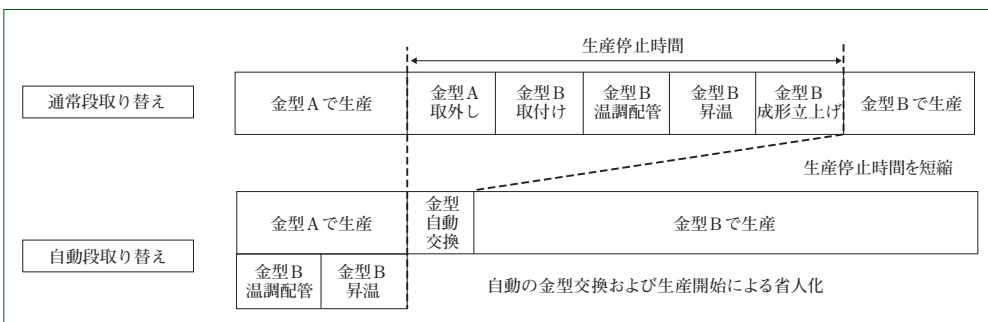 生産停止時間
通常段取り替え
金型Aで生産
金型A
取外し
金型B
取付け
金型B
温調配管
金型B
昇温
金型B
成形立上げ
金型Bで生産
生産停止時間を短縮
自動段取り替え
金型Aで生産
金型
自動
交換
金型Bで生産
金型B
温調配管
金型B
昇温
自動の金型交換および生産開始による省人化